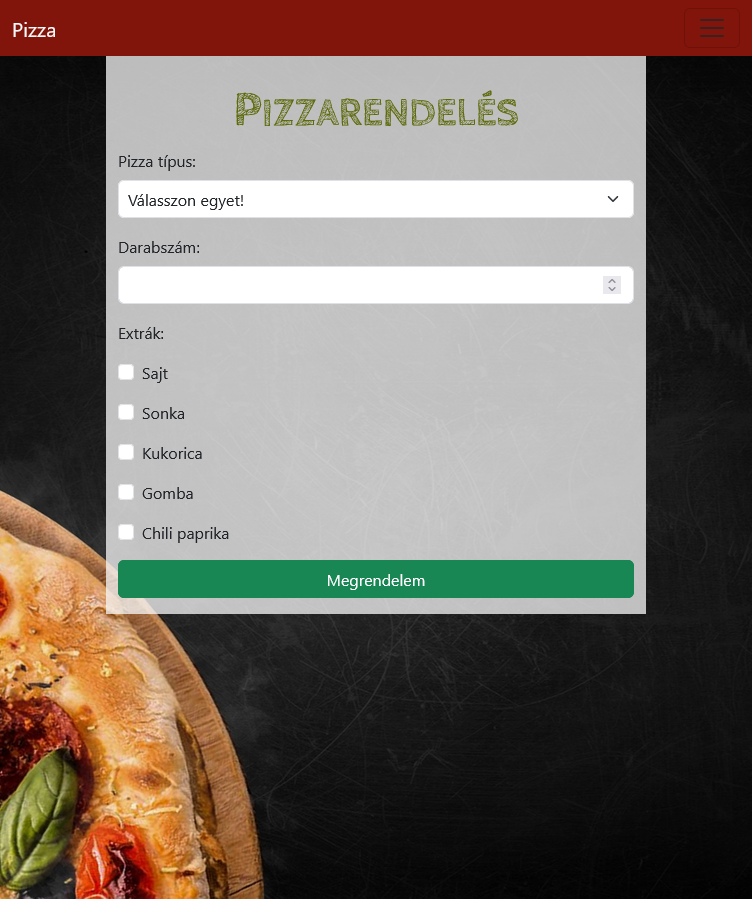 Pizza
Pizzarendelés
Pizza típus:
Válasszon egyet!
Darabszám:
Extrák:
Sajt
Sonka
Kukorica
Gomba
Chili paprika
Megrendelem